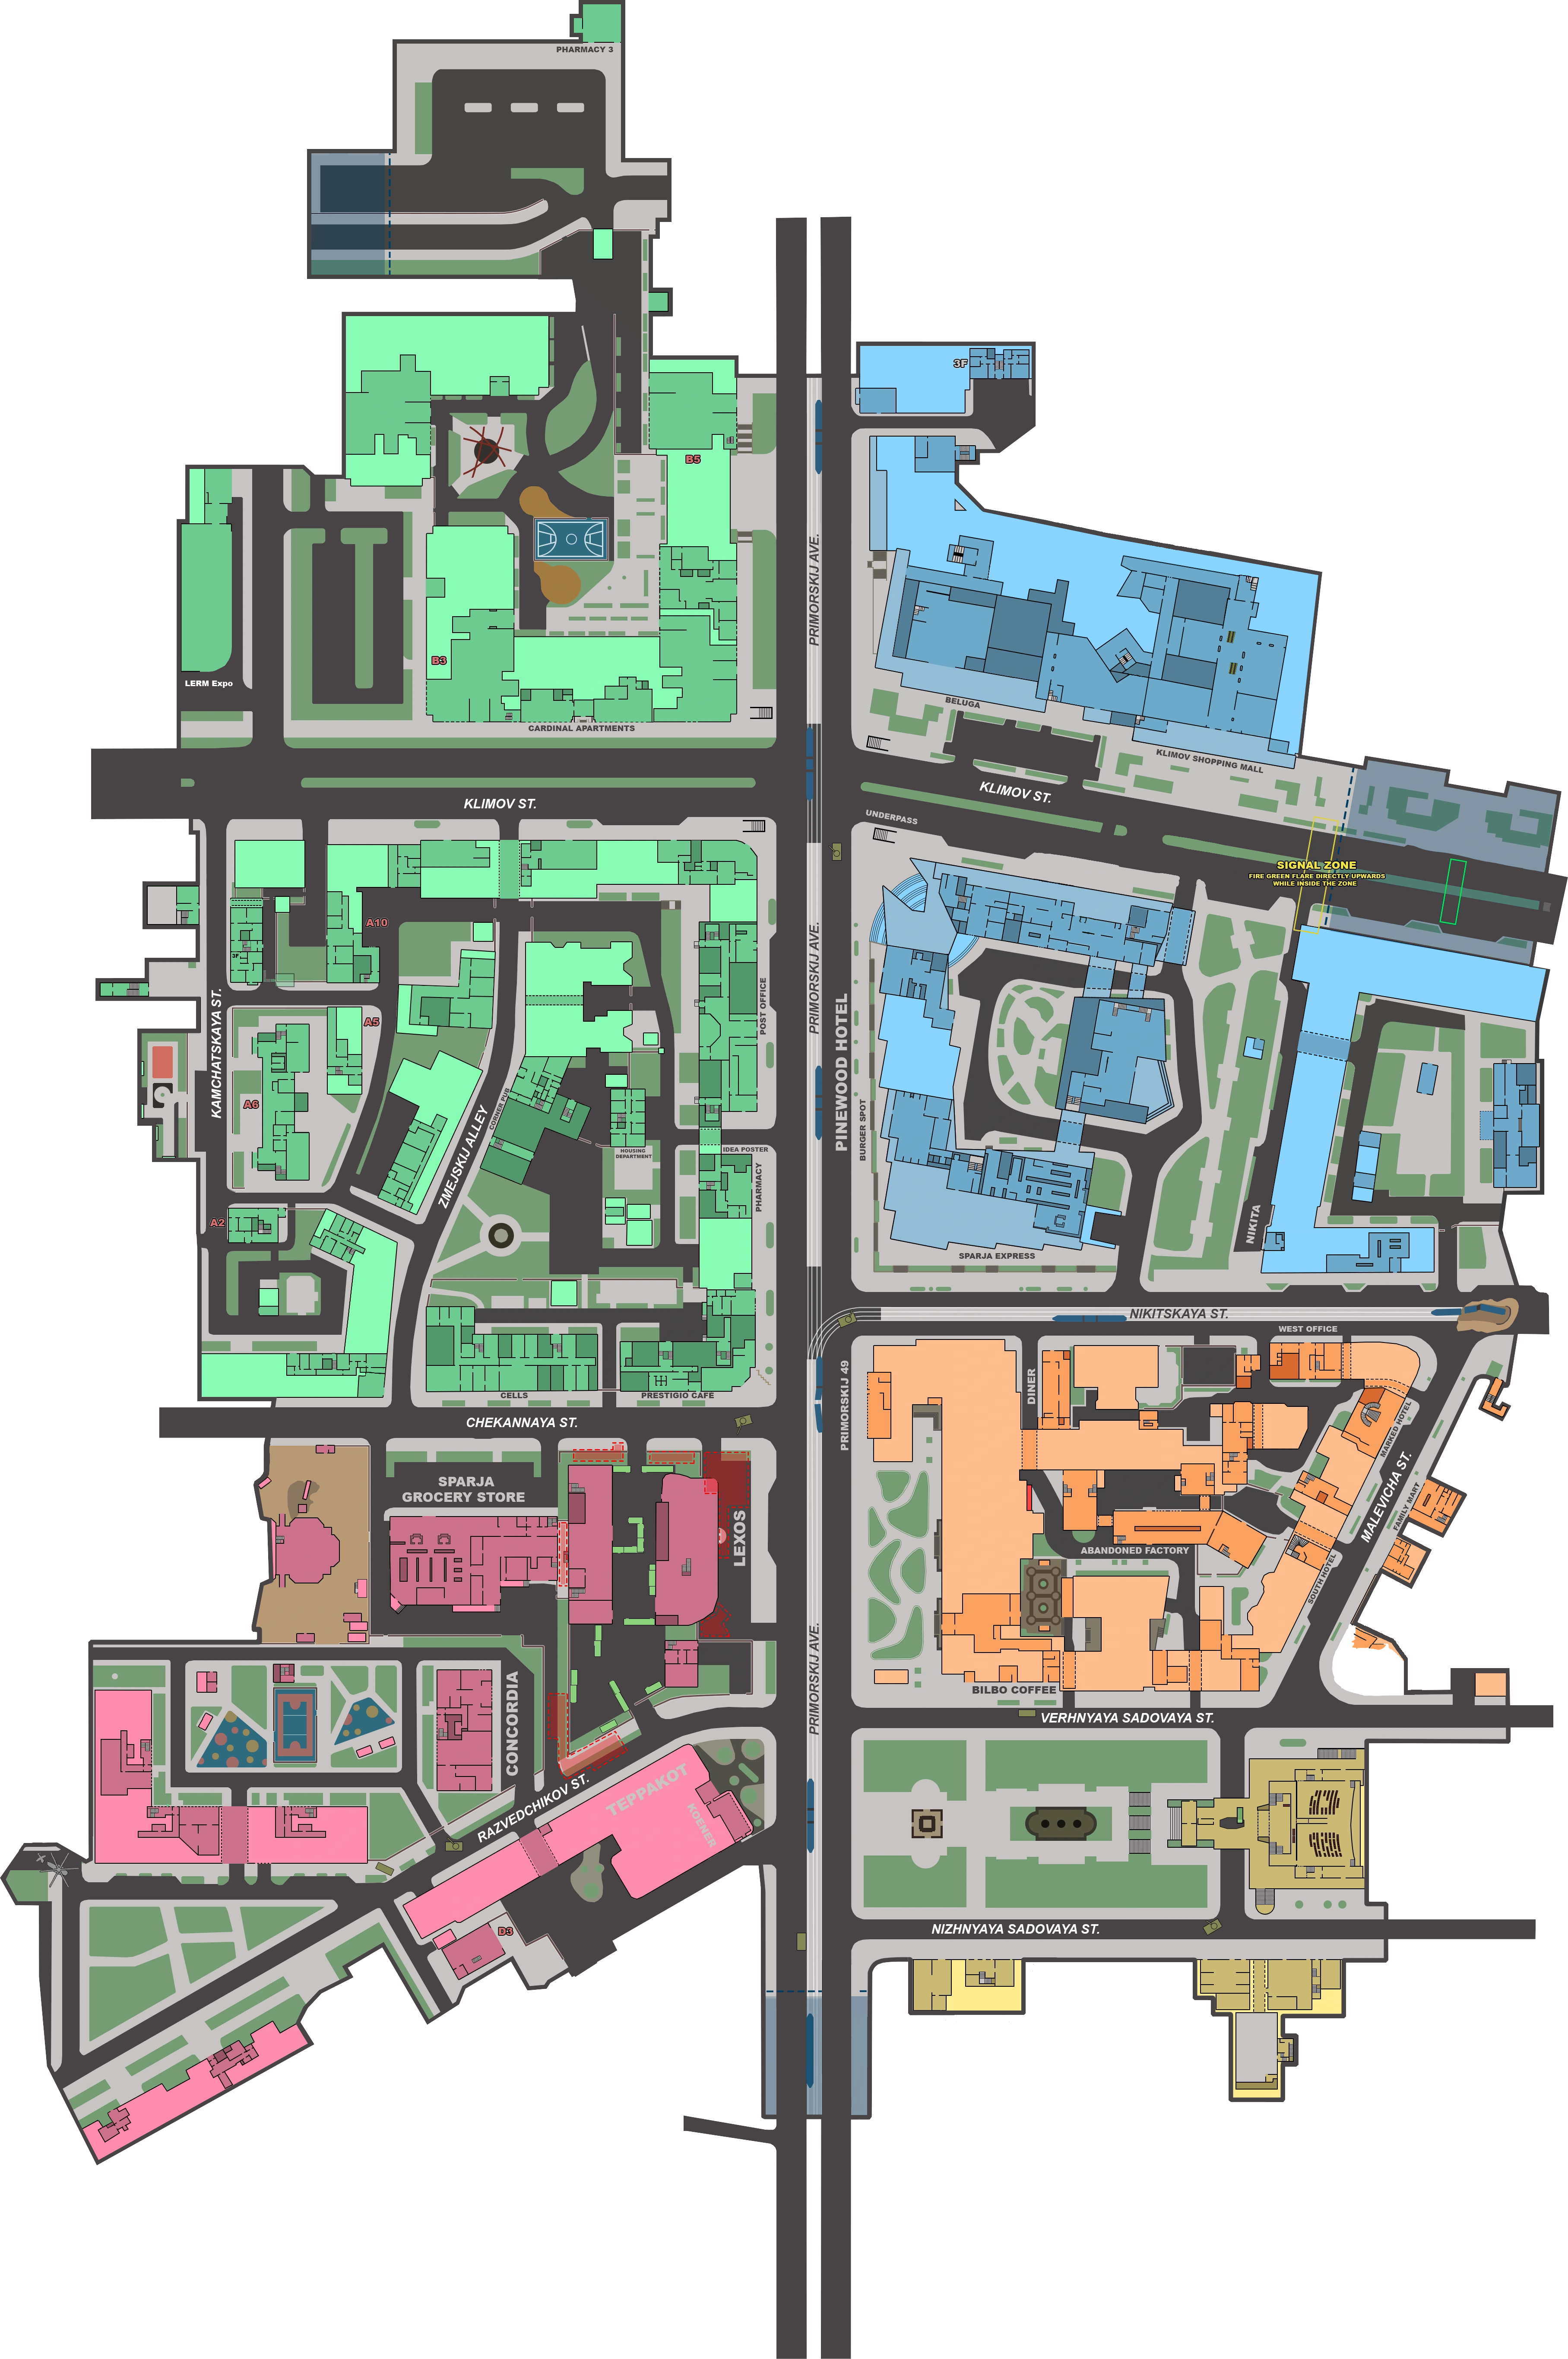 PHARMACY 3
3F
B5
PRIMORSKIJ AVE.
B3
LERM Expo
BELUGA
CARDINAL APARTMENTS
KLIMOV SHOPPING MALL
KLIMOV ST.
KLIMOV ST.
UNDERPASS
SIGNAL ZONE
FIRE GREEN FLARE DIRECTLY UPWARDS
WHILE INSIDE THE ZONE
A10
3F
PRIMORSKIJ AVE.
POST OFFICE
A5
KAMCHATSKAYA ST.
PINEWOOD HOTEL
A6
CORNER PUB
BURGER SPOT
ZMEJSKIJ ALLEY
HOUSING
DEPARTMENT
IDEA POSTER
PHARMACY
A2
NIKITA
SPARJA EXPRESS
NIKITSKAYA ST.
WEST OFFICE
DINER
PRIMORSKIJ 49
CELLS
PRESTIGIO CAFE
CHEKANNAYA ST.
MARKED HOTEL
MALEVICHA ST.
SPARJA
GROCERY STORE
FAMILY MART
LEXOS
ABANDONED FACTORY
SOUTH HOTEL
PRIMORSKIJ AVE.
CONCORDIA
BILBO COFFEE
VERHNYAYA SADOVAYA ST.
TEPPAKOT
RAZVEDCHIKOV ST.
KOENER
D3
NIZHNYAYA SADOVAYA ST.